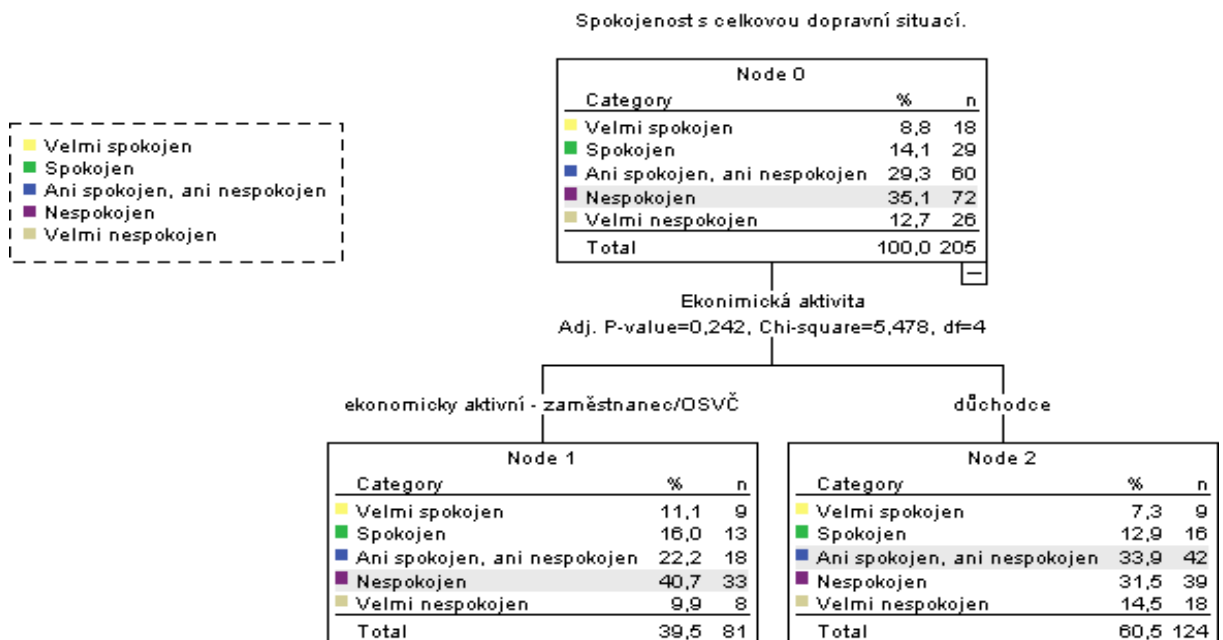 Spokojenost s celkovou dopravní situací.
Velmi spokojen
Spokojen
Ani spokojen, ani nespokojen
Nespokojen
Velmi nespokojen
Node 0
Category % n
Velmi spokojen 8,8 18
Spokojen 14,1 29
Ani spokojen, ani nespokojen 29,3 60
Nespokojen 35,1 72
Velmi nespokojen 12,7 26
Total 100,0 205
Ekonimická aktivita
Adj. P-value=0,242, Chi-square=5,478, df=4
ekonomicky aktivní - zaměstnanec/OSVČ
důchodce
Node 1
Category % n
Velmi spokojen 11,1 9
Spokojen 16,0 13
Ani spokojen, ani nespokojen 22,2 18
Nespokojen 40,7 33
Velmi nespokojen 9,9 8
Total 39,5 81
Node 2
Category % n
Velmi spokojen 7,3 9
Spokojen 12,9 16
Ani spokojen, ani nespokojen 33,9 42
Nespokojen 31,5 39
Velmi nespokojen 14,5 18
Total 60,5 124